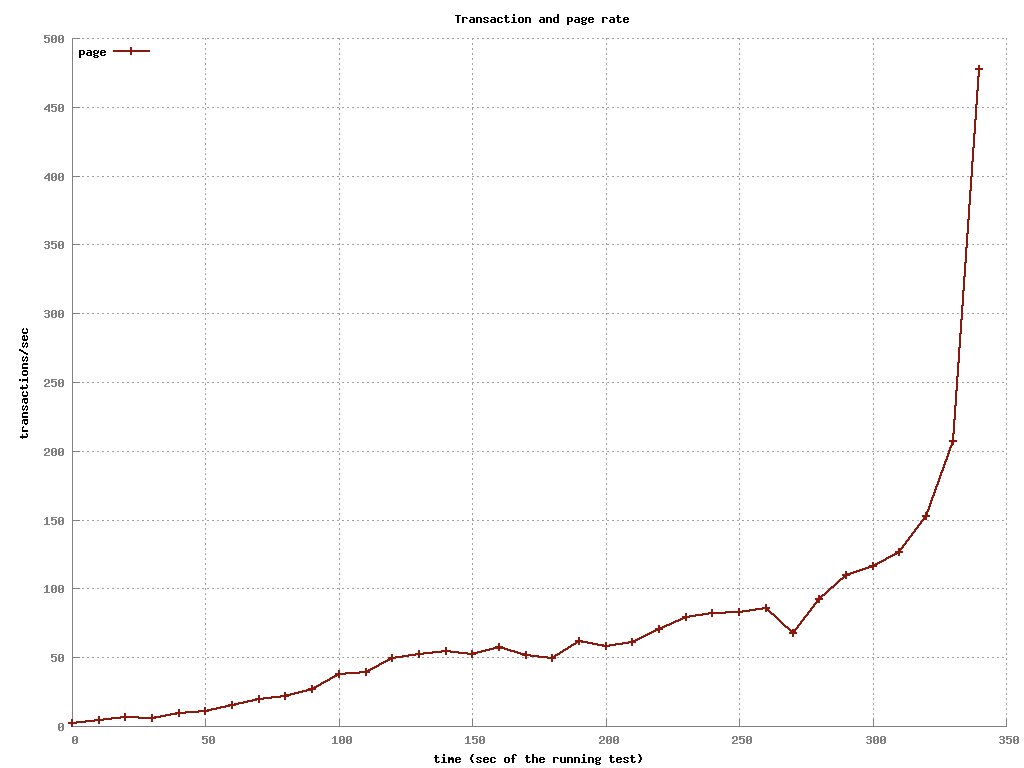 Transaction and page rate
500
page
450
400
350
300
250
200
150
100
50
0
transactions/sec
0 50 100 150 200 250 300 350
time (sec of the running test)